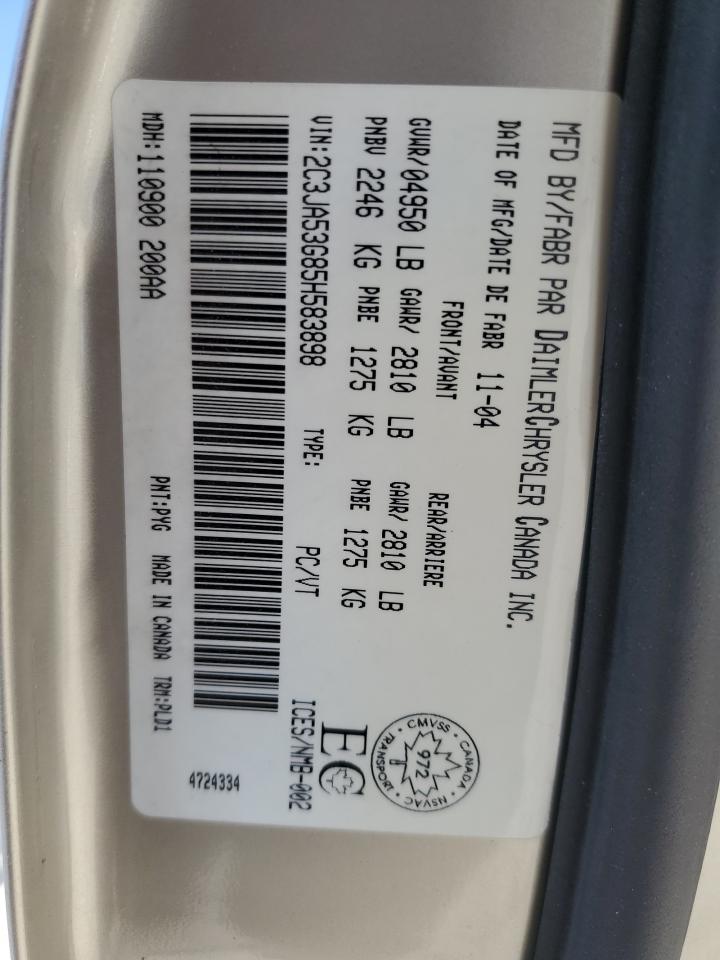 MFD BY/FABR PAR DAIMLERCHRYSLER CANADA INC.
DATE OF MFG/DATE DE FABR 11-04
FRONT/AVANT REAR/ARRIERE
GVWR/04950 LB GAWR/ 2810 LB GAWR/ 2810 LB
PNBV 2246 KG PNBE 1275 KG PNBE 1275 KG
CMVSS · CANADA · NSVAC · TRANSPORT ·
972
EC
VIN:2C3JA53G85H583898 TYPE: PC/VT ICES/NMB-002
MDH:110900 200AA PNT:PYG MADE IN CANADA TRM:PLD1
4724334